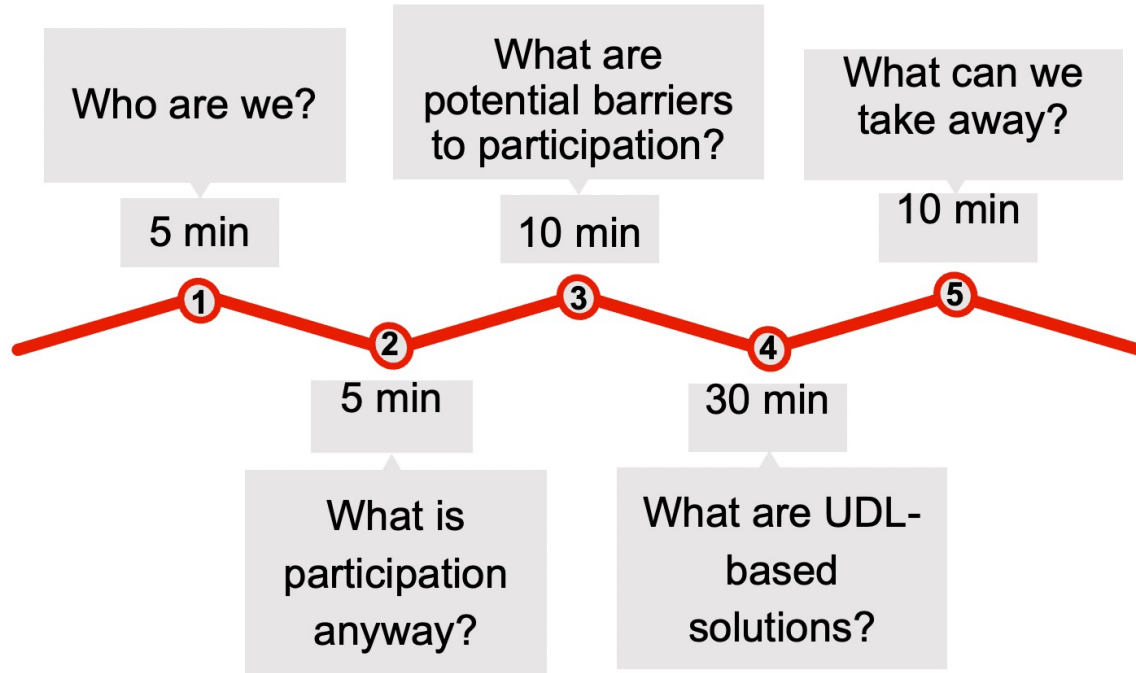 Who are we?
5 min
1
5 min
What is
participation
anyway?
2
What are
potential barriers
to participation?
10 min
3
30 min
What are UDL-
based
solutions?
4
What can we
take away?
10 min
5